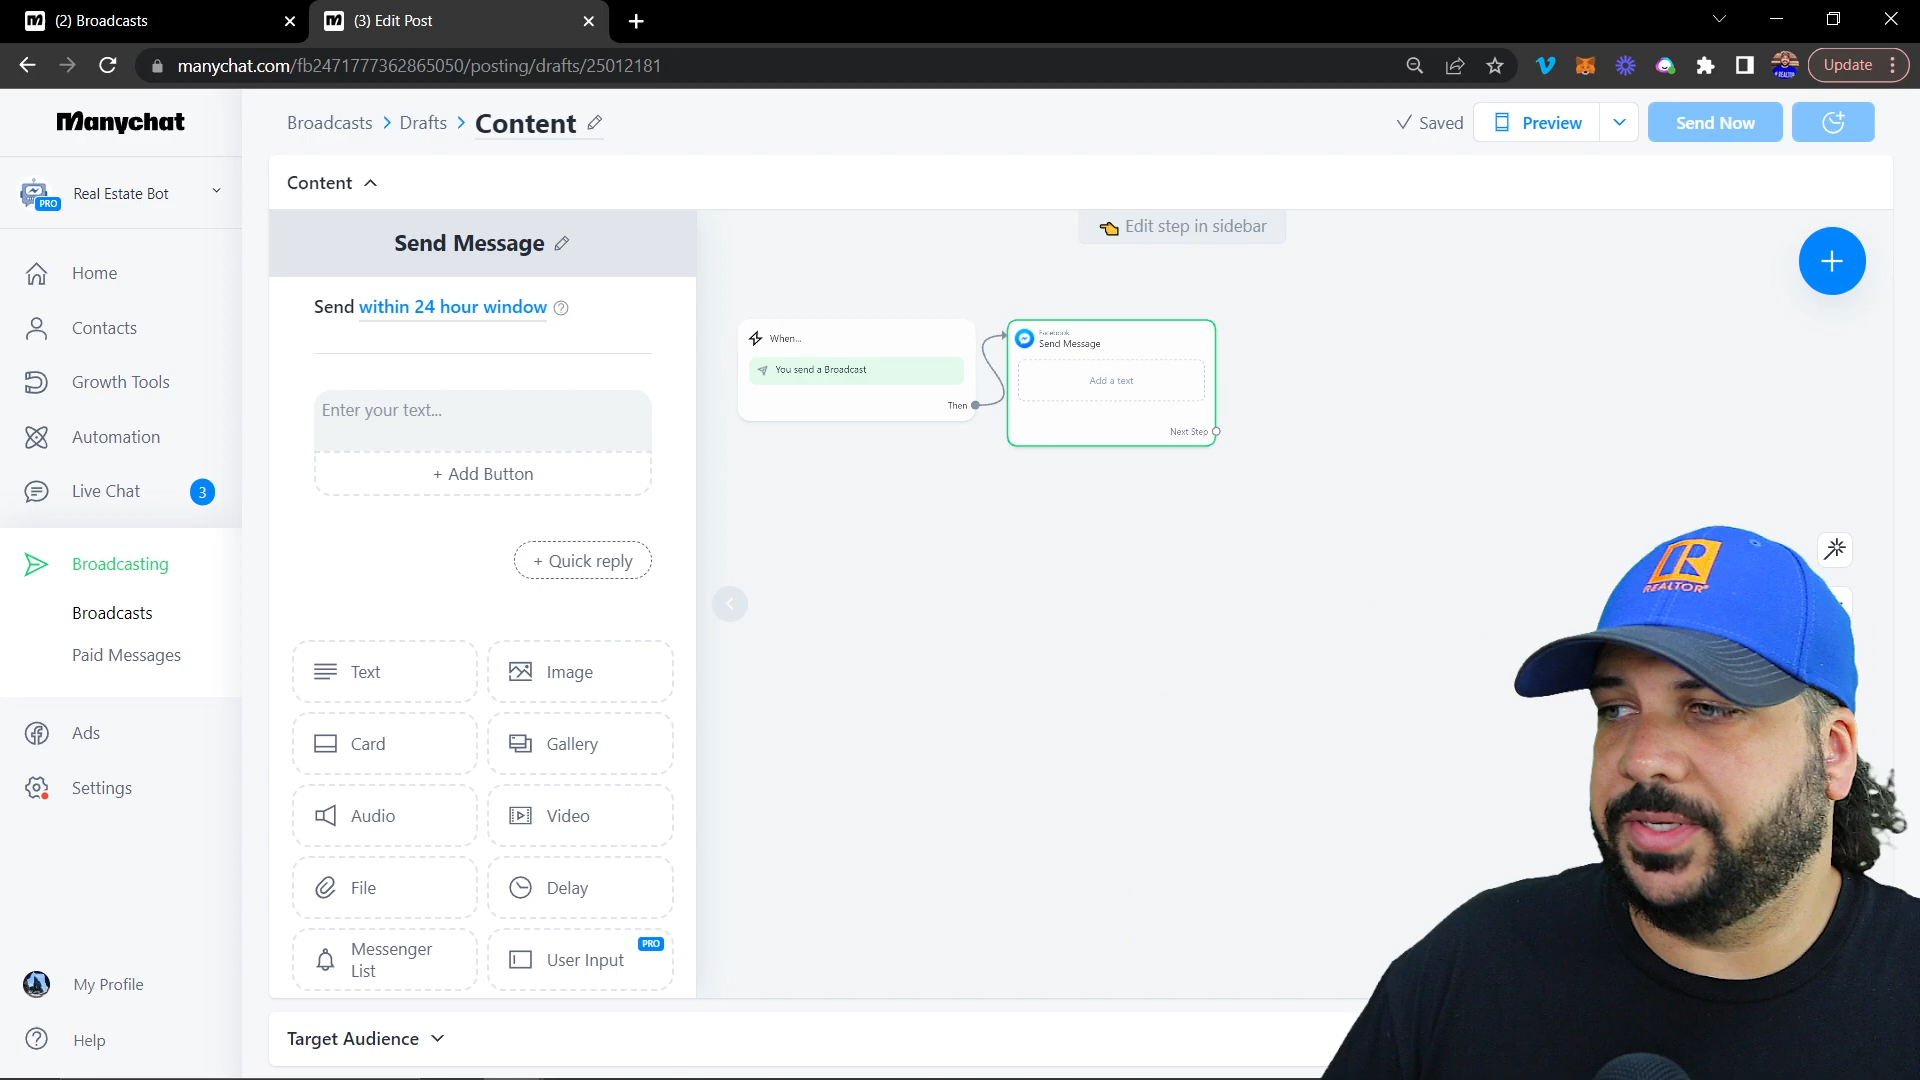 (2) Broadcasts
(3) Edit Post
manychat.com/fb2471777362865050/posting/drafts/25012181
Update
Manychat
Broadcasts > Drafts > Content
Saved
Preview
Send Now
Real Estate Bot
PRO
Content
Home
Contacts
Growth Tools
Automation
Live Chat
3
Broadcasting
Broadcasts
Paid Messages
Ads
Settings
My Profile
Help
Send Message
Send within 24 hour window
Enter your text...
+ Add Button
+ Quick reply
Text
Image
Card
Gallery
Audio
Video
File
Delay
Messenger
List
User Input
PRO
Target Audience
Edit step in sidebar
When...
You send a Broadcast
Then
Facebook
Send Message
Add a text
Next Step
REALTOR